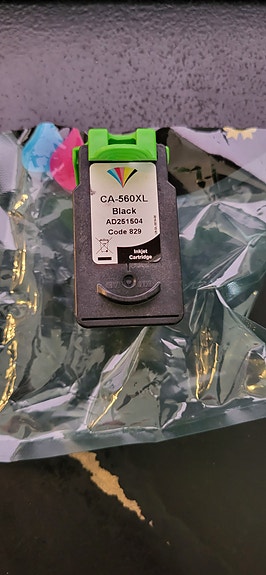 CA-560XL
Black
AD251504
Code 829
Inkjet
Cartridge